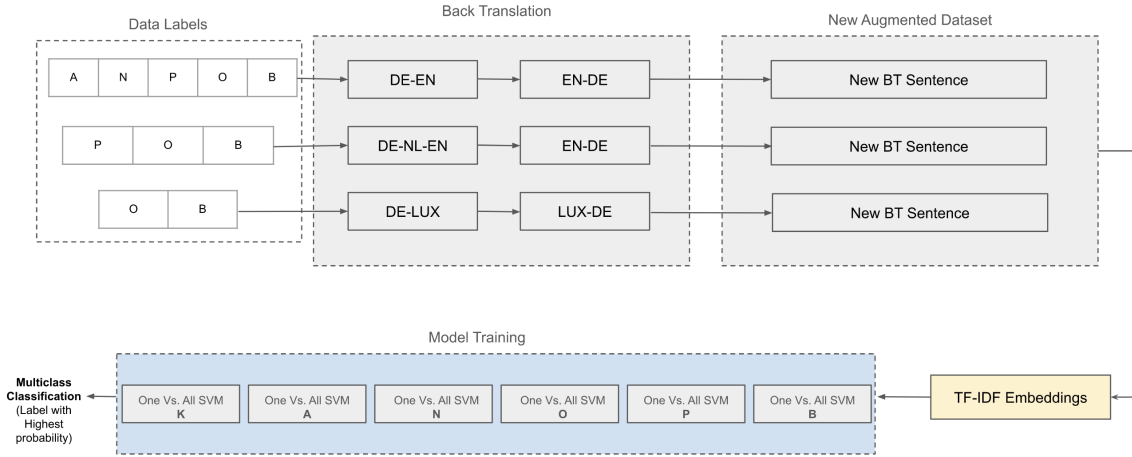 Data Labels
Back Translation
New Augmented Dataset
A N P O B
DE-EN
EN-DE
New BT Sentence
P O B
DE-NL-EN
EN-DE
New BT Sentence
O B
DE-LUX
LUX-DE
New BT Sentence
Model Training
Multiclass
Classification
(Label with
Highest
probability)
One Vs. All SVM
K
One Vs. All SVM
A
One Vs. All SVM
N
One Vs. All SVM
O
One Vs. All SVM
P
One Vs. All SVM
B
TF-IDF Embeddings